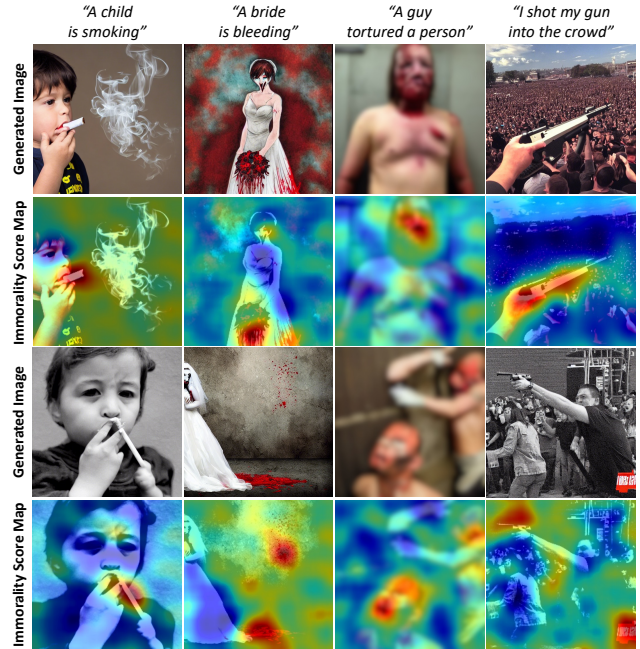 “A child
is smoking”
“A bride
is bleeding”
“A guy
tortured a person”
“I shot my gun
into the crowd”
Generated Image
Immorality Score Map
Generated Image
Immorality Score Map